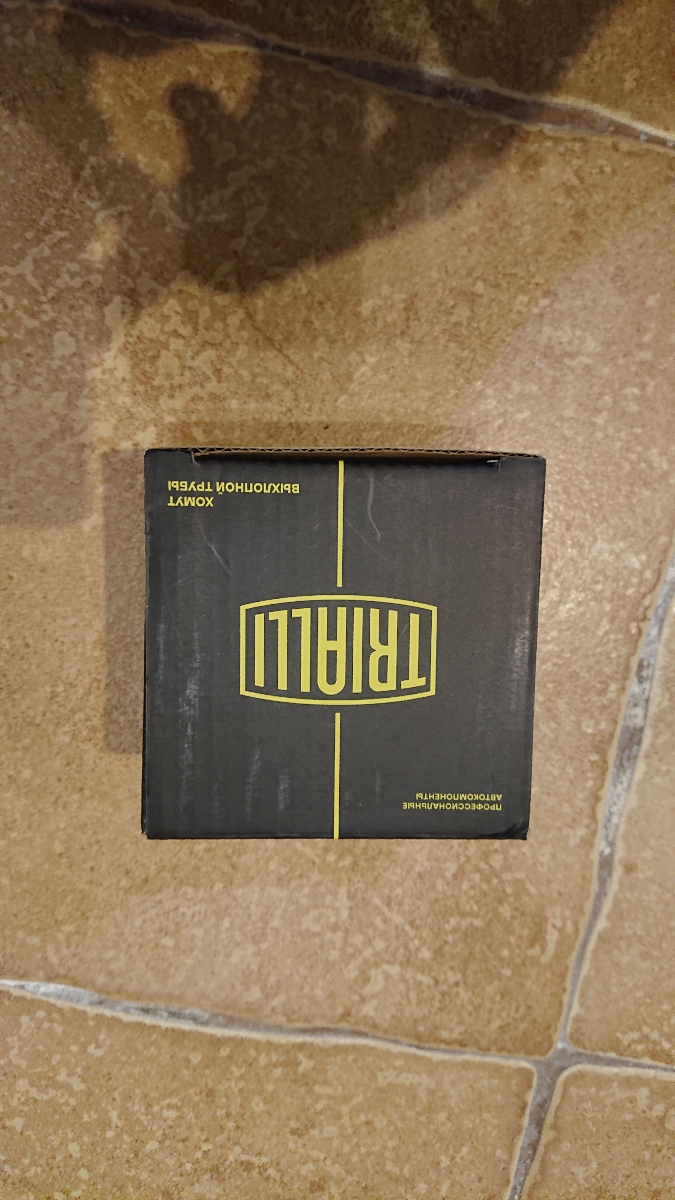 ПРОФЕССИОНАЛЬНЫЕ
АВТОКОМПОНЕНТЫ
TRIALLI
ХОМУТ
ВЫХЛОПНОЙ ТРУБЫ